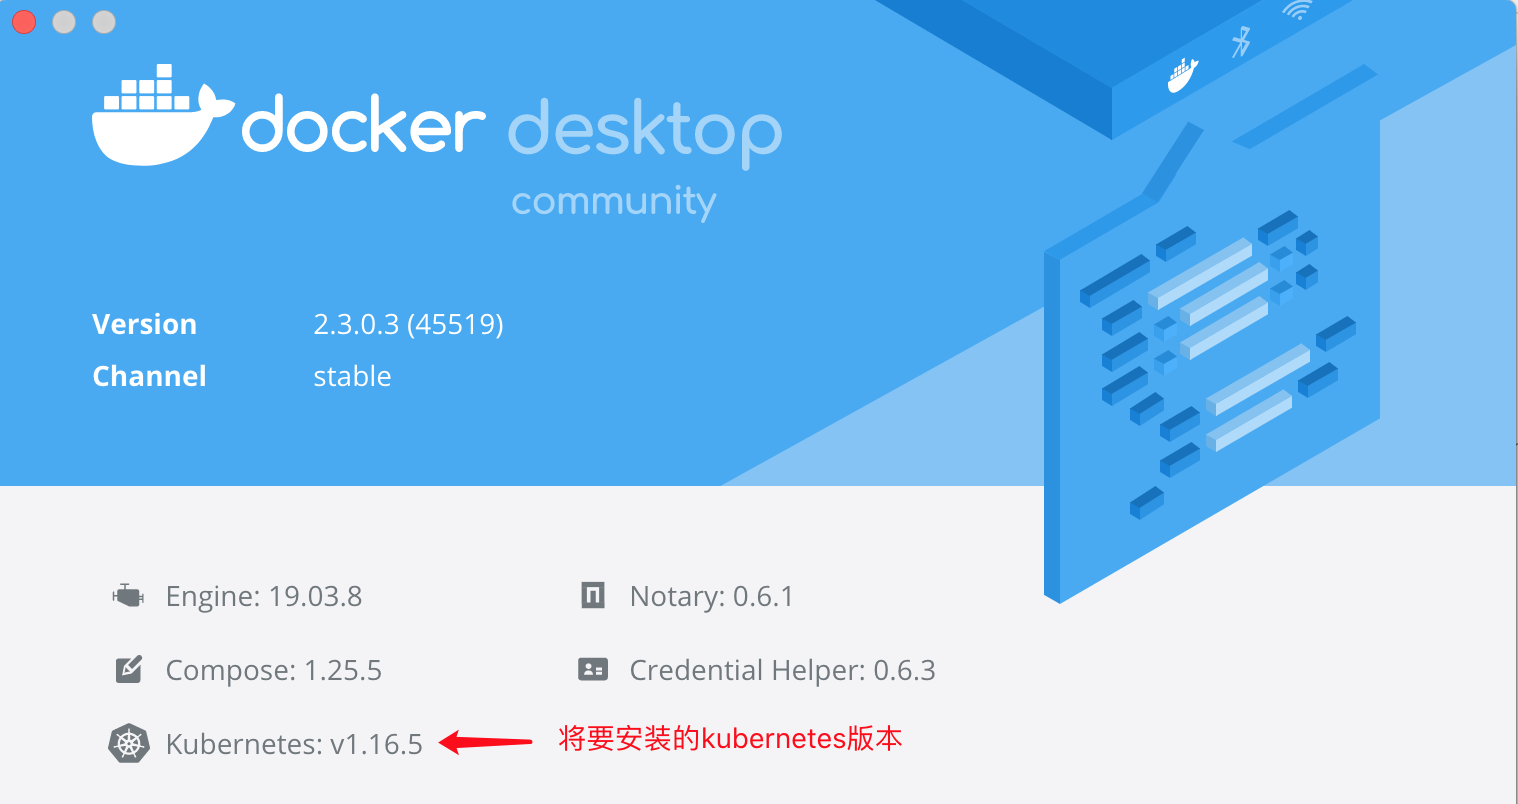 docker desktop
community
Version 2.3.0.3 (45519)
Channel stable
Engine: 19.03.8
Notary: 0.6.1
Compose: 1.25.5
Credential Helper: 0.6.3
Kubernetes: v1.16.5
将要安装的kubernetes版本